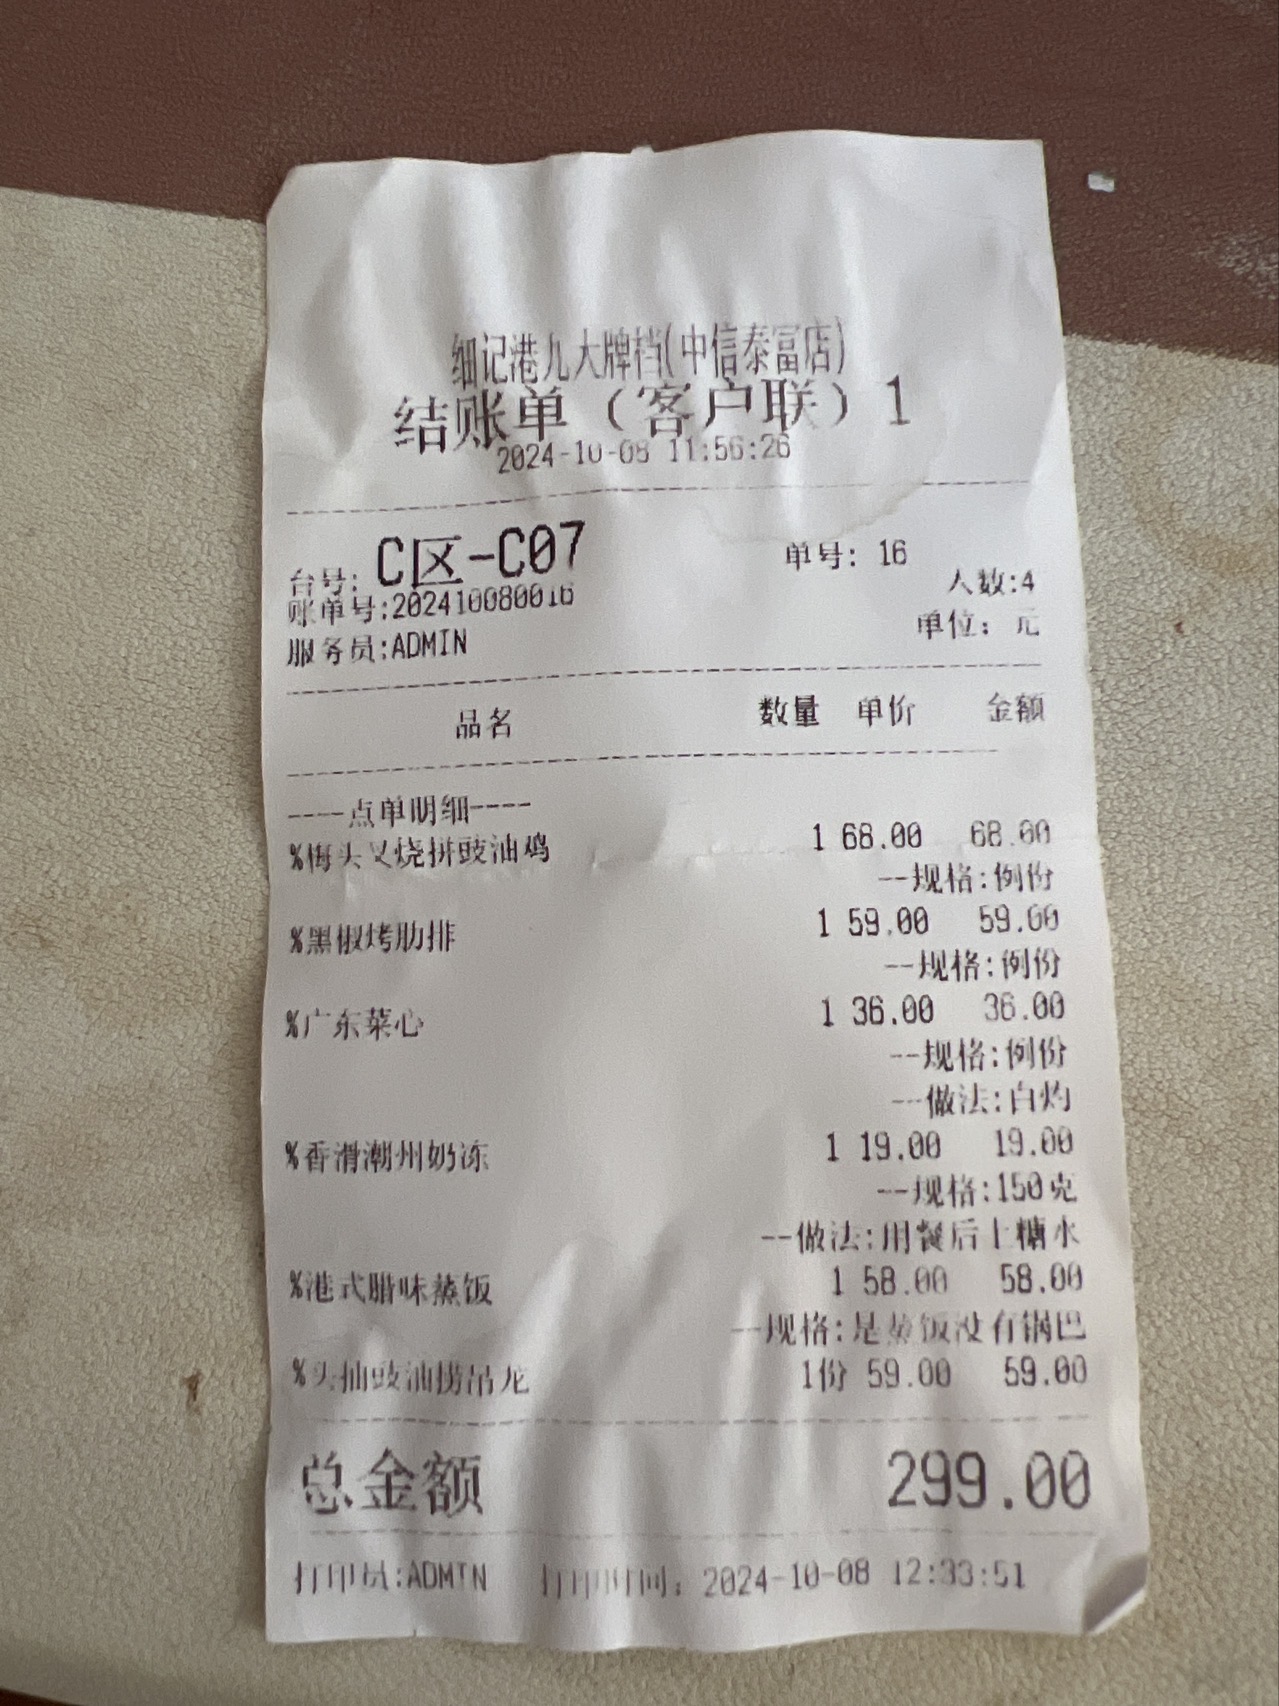 细记港九大牌档(中信泰富店)
结账单（客户联）1
2024-10-08 11:56:26
台号: C区-C07 单号: 16
人数:4
账单号:202410080016
单位: 元
服务员:ADMIN
品名 数量 单价 金额
----点单明细----
%梅头叉烧拼豉油鸡 1 68.00 68.00
--规格:例份
%黑椒烤肋排 1 59.00 59.00
--规格:例份
%广东菜心 1 36.00 36.00
--规格:例份
--做法:白灼
%香滑潮州奶冻 1 19.00 19.00
--规格:150克
--做法:用餐后上糖水
%港式腊味蒸饭 1 58.00 58.00
--规格:是蒸饭没有锅巴
%头抽豉油捞吊龙 1份 59.00 59.00
总金额 299.00
打印员:ADMIN 打印时间: 2024-10-08 12:33:51